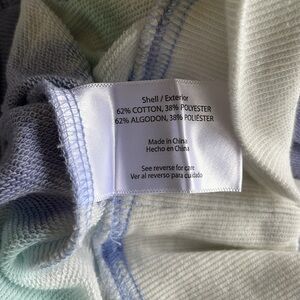 Shell / Exterior
62% COTTON, 38% POLYESTER
62% ALGODON, 38% POLIÉSTER
Made in China
Hecho en China
See reverse for care
Ver al reverso para cuidado